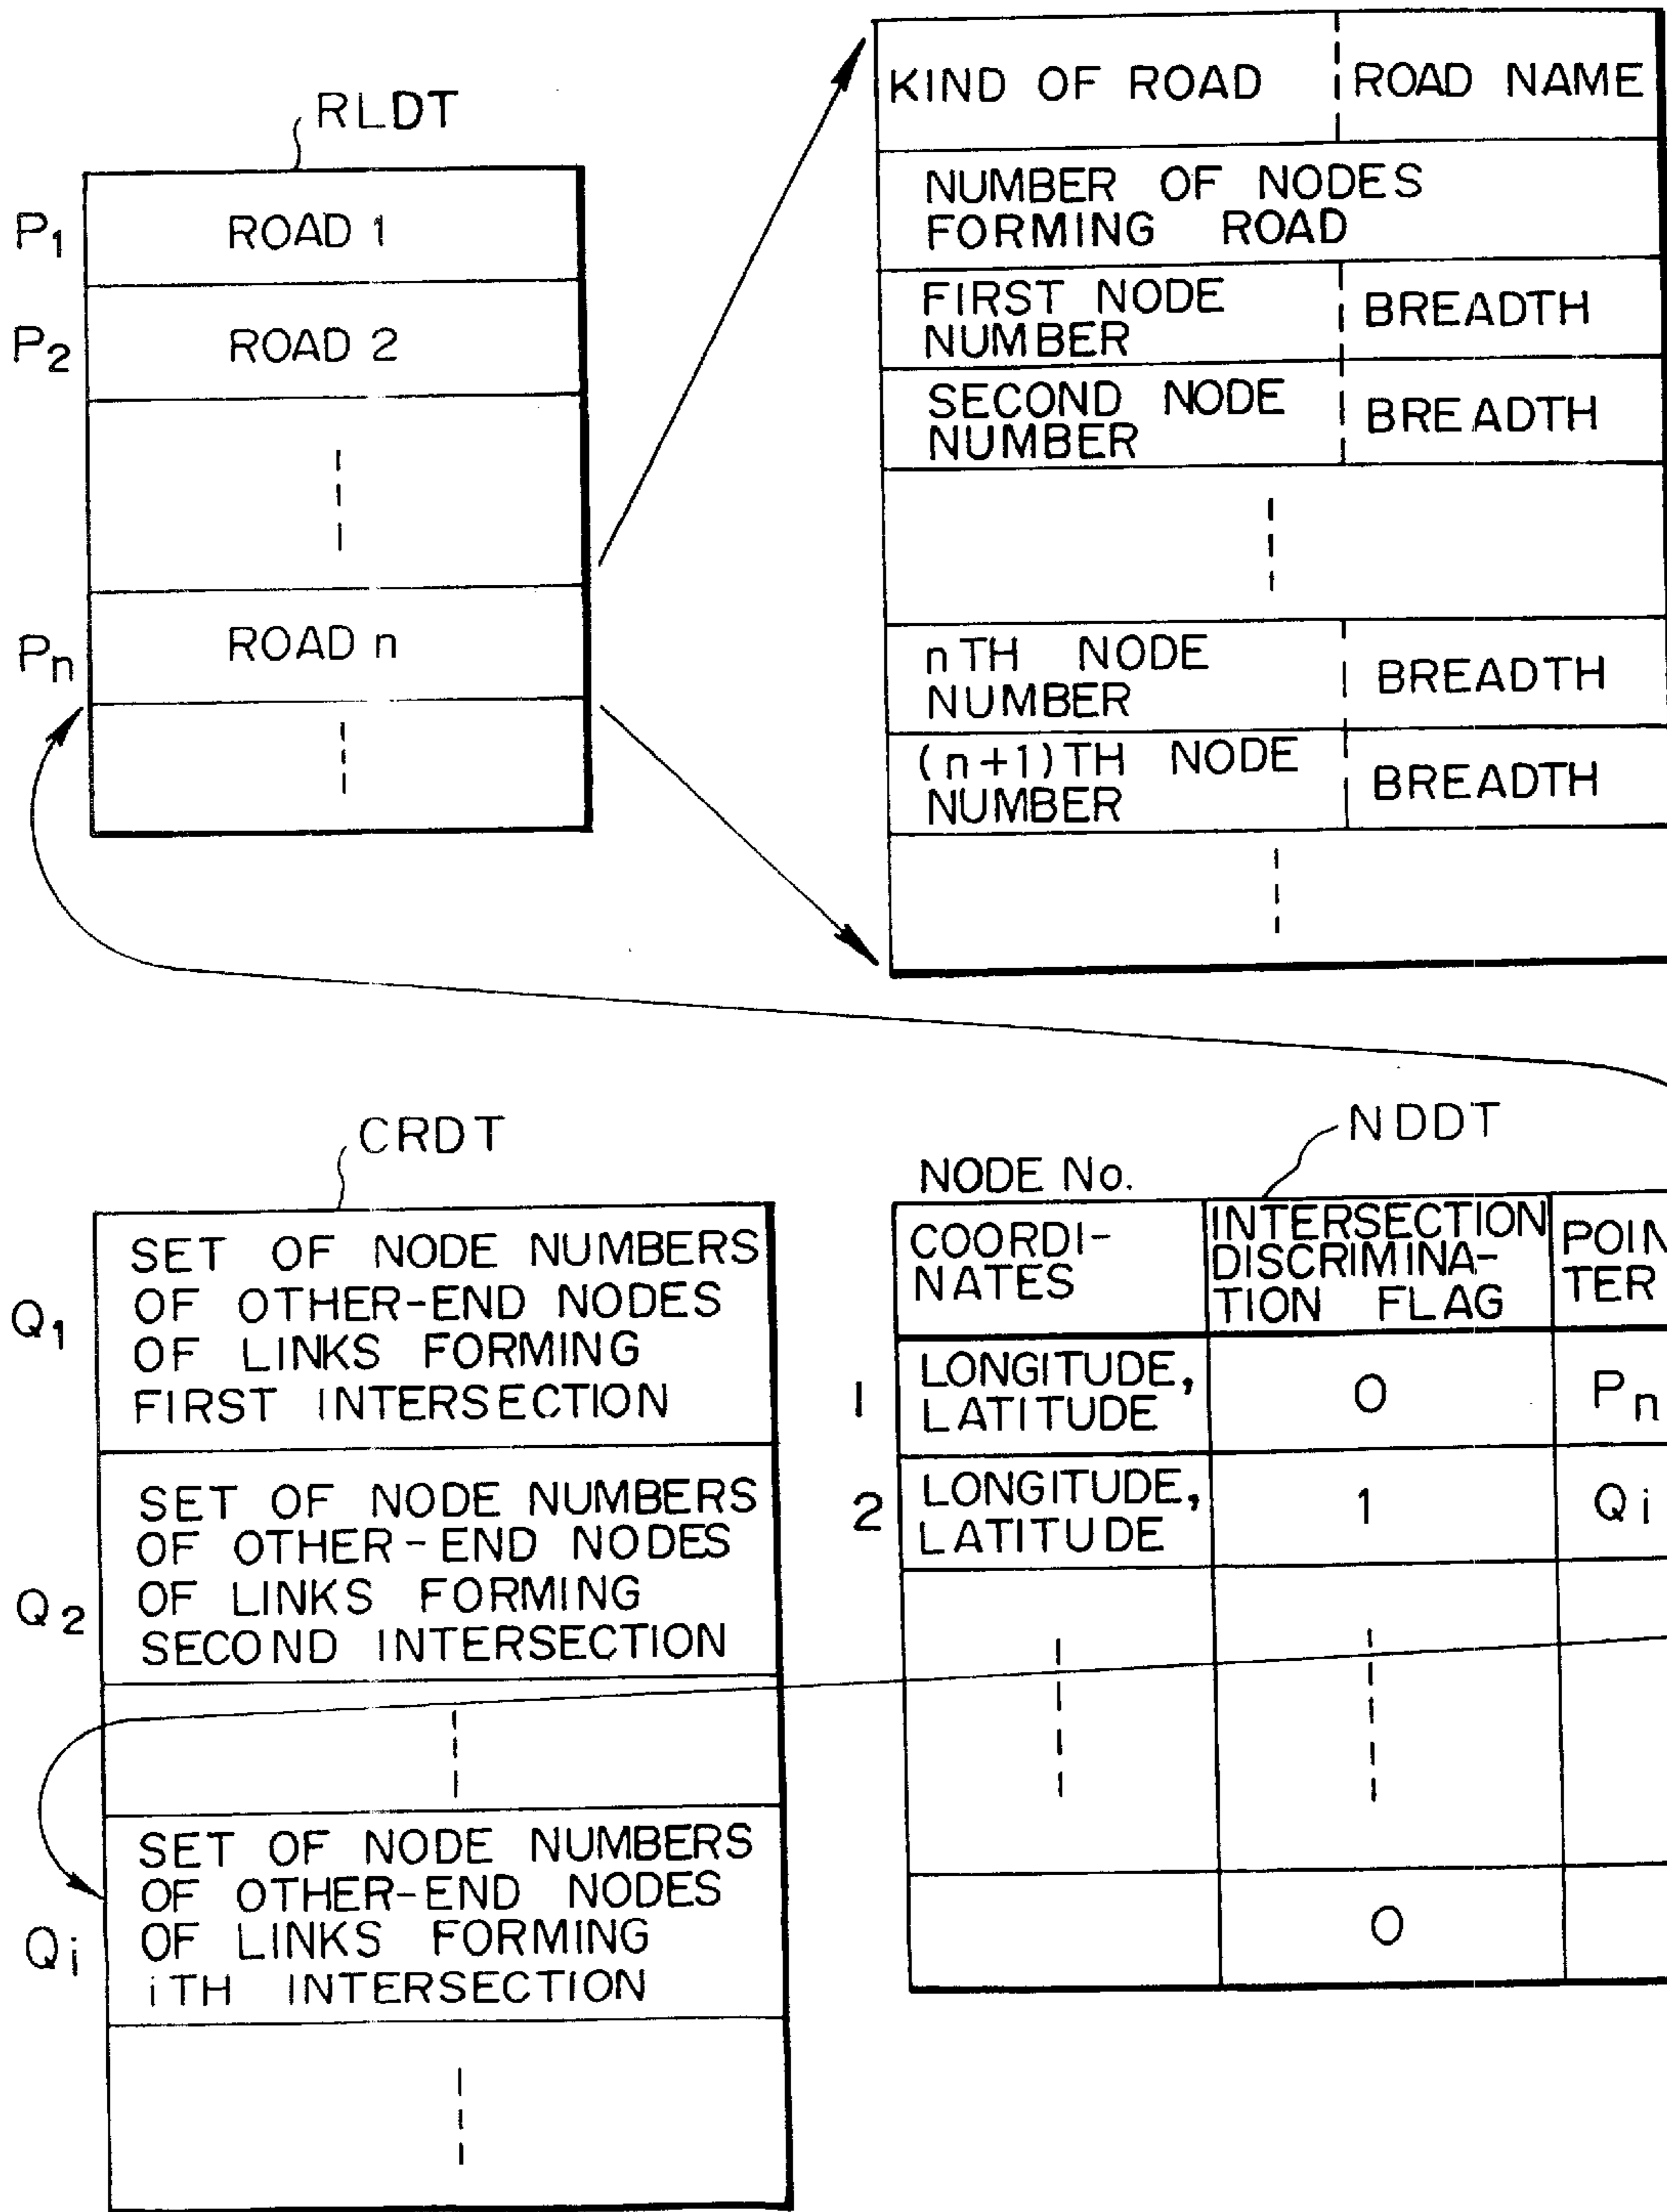 RLDT
P1
ROAD 1
P2
ROAD 2
Pn
ROAD n
KIND OF ROAD
ROAD NAME
NUMBER OF NODES
FORMING ROAD
FIRST NODE
NUMBER
BREADTH
SECOND NODE
NUMBER
BREADTH
nTH NODE
NUMBER
BREADTH
(n+1)TH NODE
NUMBER
BREADTH
CRDT
Q1
SET OF NODE NUMBERS
OF OTHER-END NODES
OF LINKS FORMING
FIRST INTERSECTION
Q2
SET OF NODE NUMBERS
OF OTHER-END NODES
OF LINKS FORMING
SECOND INTERSECTION
Qi
SET OF NODE NUMBERS
OF OTHER-END NODES
OF LINKS FORMING
iTH INTERSECTION
NDDT
NODE No.
COORDI-
NATES
INTERSECTION
DISCRIMINA-
TION FLAG
POIN
TER
1
LONGITUDE,
LATITUDE
0
Pn
2
LONGITUDE,
LATITUDE
1
Qi
0